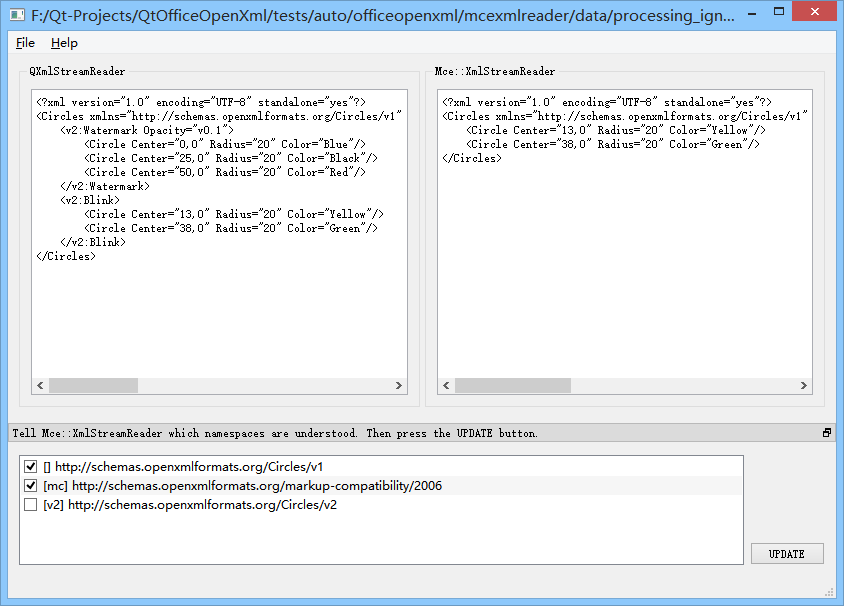 F:/Qt-Projects/QtOfficeOpenXml/tests/auto/officeopenxml/mcexmlreader/data/processing_ign...
File Help
QXmlStreamReader
<?xml version="1.0" encoding="UTF-8" standalone="yes"?>
<Circles xmlns="http://schemas.openxmlformats.org/Circles/v1"
<v2:Watermark Opacity="v0.1">
<Circle Center="0,0" Radius="20" Color="Blue"/>
<Circle Center="25,0" Radius="20" Color="Black"/>
<Circle Center="50,0" Radius="20" Color="Red"/>
</v2:Watermark>
<v2:Blink>
<Circle Center="13,0" Radius="20" Color="Yellow"/>
<Circle Center="38,0" Radius="20" Color="Green"/>
</v2:Blink>
</Circles>
Mce::XmlStreamReader
<?xml version="1.0" encoding="UTF-8" standalone="yes"?>
<Circles xmlns="http://schemas.openxmlformats.org/Circles/v1"
<Circle Center="13,0" Radius="20" Color="Yellow"/>
<Circle Center="38,0" Radius="20" Color="Green"/>
</Circles>
Tell Mce::XmlStreamReader which namespaces are understood. Then press the UPDATE button.
[] http://schemas.openxmlformats.org/Circles/v1
[mc] http://schemas.openxmlformats.org/markup-compatibility/2006
[v2] http://schemas.openxmlformats.org/Circles/v2
UPDATE